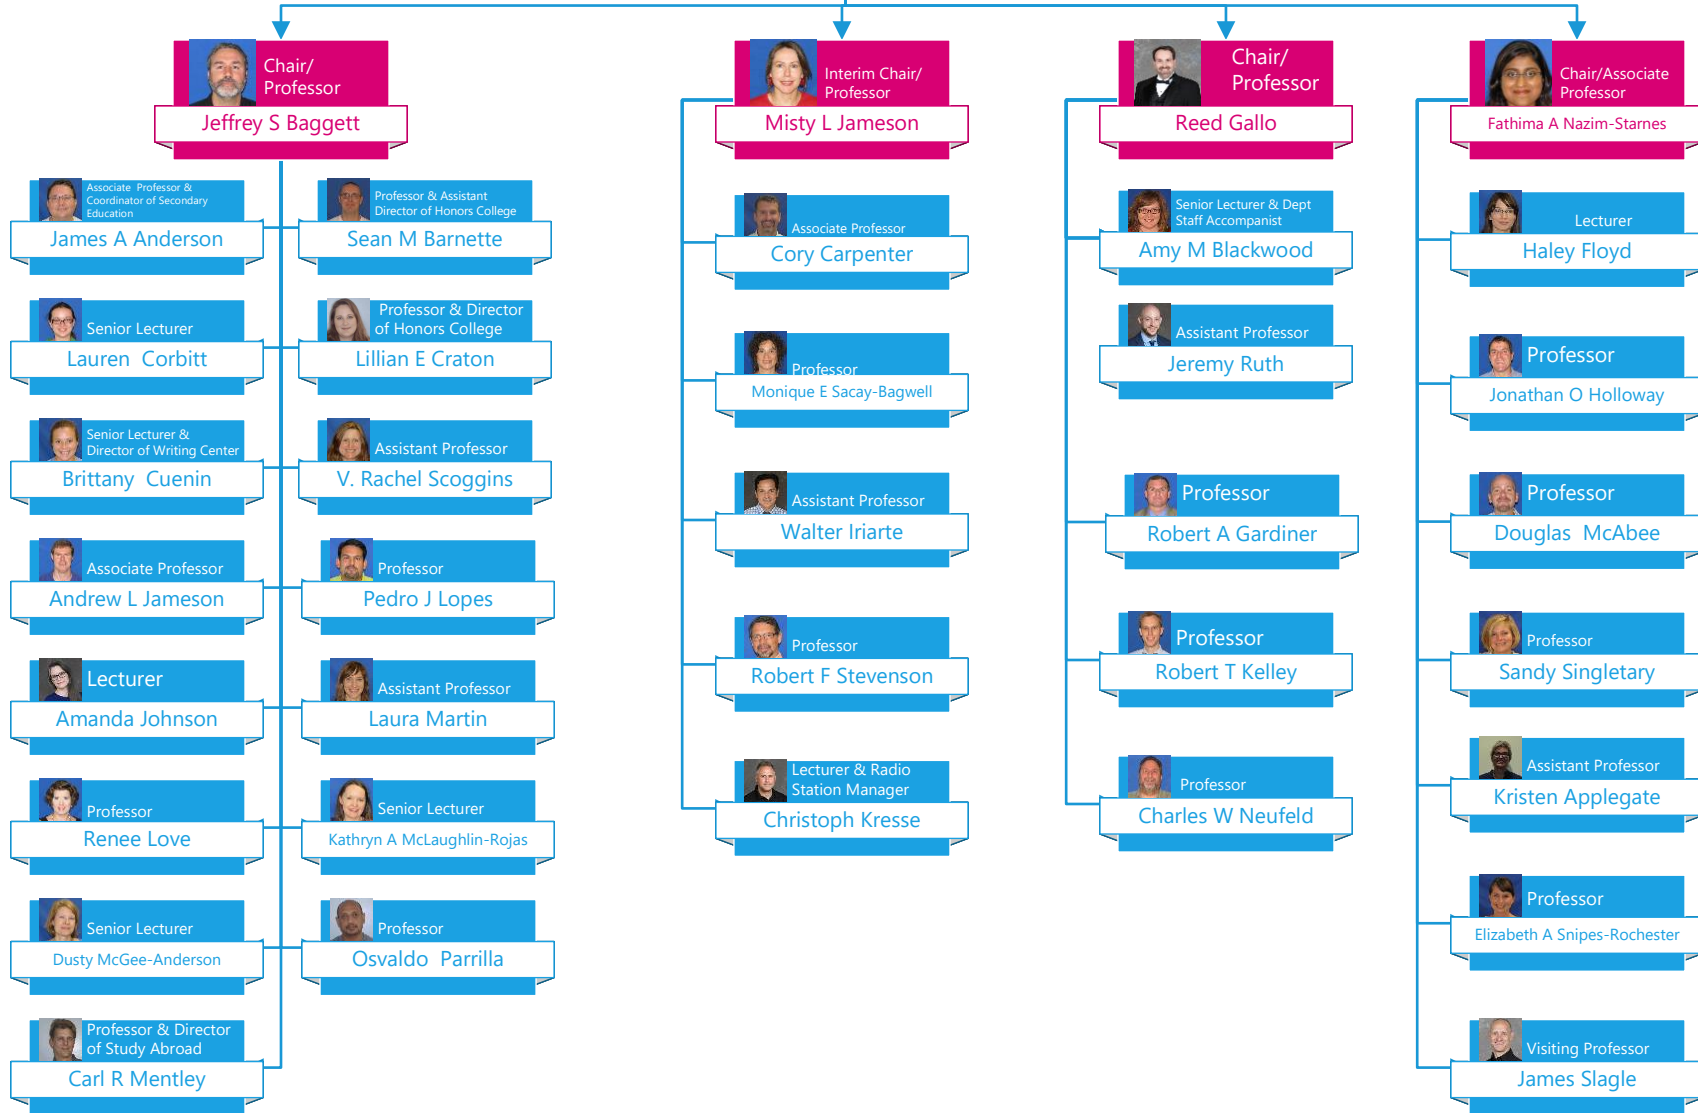 Chair/
Professor
Jeffrey S Baggett
Interim Chair/
Professor
Misty L Jameson
Chair/
Professor
Reed Gallo
Chair/Associate
Professor
Fathima A Nazim-Starnes
Associate Professor &
Coordinator of Secondary
Education
James A Anderson
Professor & Assistant
Director of Honors College
Sean M Barnette
Senior Lecturer
Lauren Corbitt
Professor & Director
of Honors College
Lillian E Craton
Senior Lecturer &
Director of Writing Center
Brittany Cuenin
Assistant Professor
V. Rachel Scoggins
Associate Professor
Andrew L Jameson
Professor
Pedro J Lopes
Lecturer
Amanda Johnson
Assistant Professor
Laura Martin
Professor
Renee Love
Senior Lecturer
Kathryn A McLaughlin-Rojas
Senior Lecturer
Dusty McGee-Anderson
Professor
Osvaldo Parrilla
Professor & Director
of Study Abroad
Carl R Mentley
Associate Professor
Cory Carpenter
Professor
Monique E Sacay-Bagwell
Assistant Professor
Walter Iriarte
Professor
Robert F Stevenson
Lecturer & Radio
Station Manager
Christoph Kresse
Senior Lecturer & Dept
Staff Accompanist
Amy M Blackwood
Assistant Professor
Jeremy Ruth
Professor
Robert A Gardiner
Professor
Robert T Kelley
Professor
Charles W Neufeld
Lecturer
Haley Floyd
Professor
Jonathan O Holloway
Professor
Douglas McAbee
Professor
Sandy Singletary
Assistant Professor
Kristen Applegate
Professor
Elizabeth A Snipes-Rochester
Visiting Professor
James Slagle